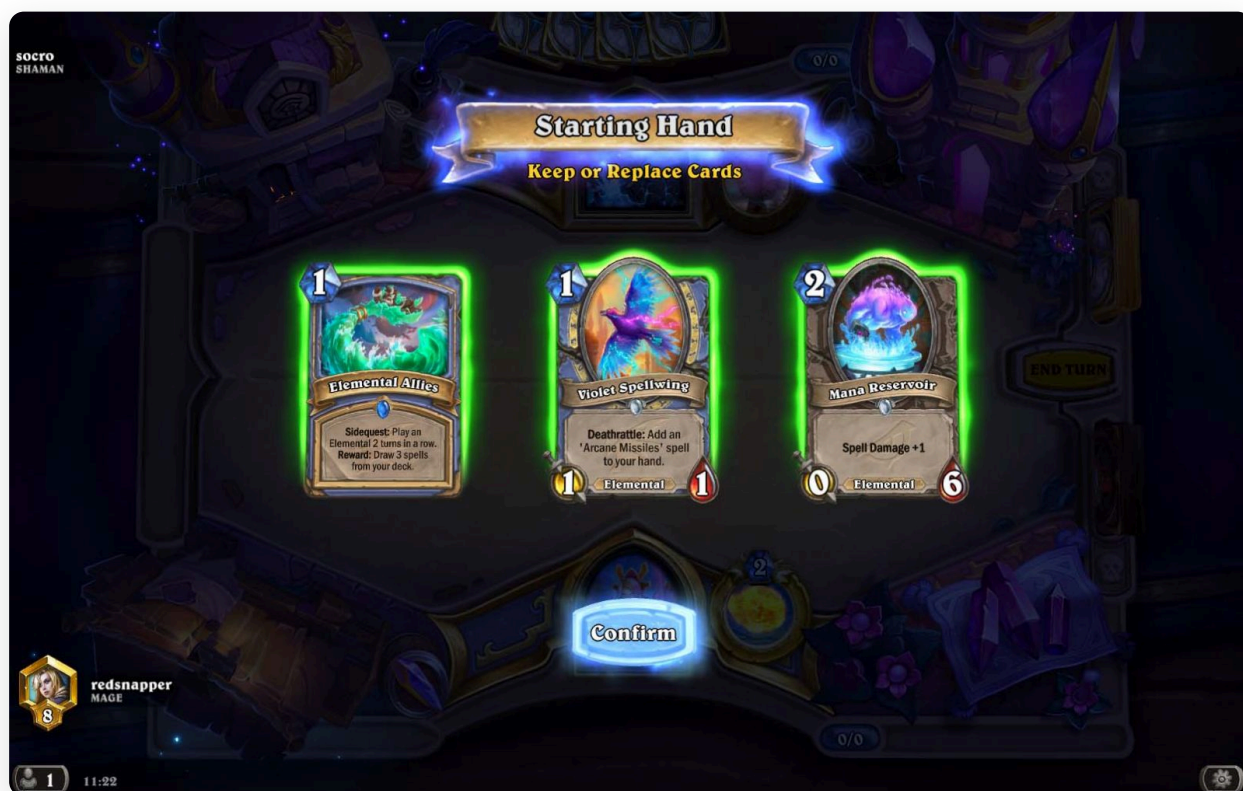 socro
SHAMAN
0/0
Starting Hand
Keep or Replace Cards
1
Elemental Allies
Sidequest: Play an
Elemental 2 turns in a row.
Reward: Draw 3 spells
from your deck.
1
Violet Spellwing
Deathrattle: Add an
'Arcane Missiles' spell
to your hand.
1
Elemental
1
2
Mana Reservoir
Spell Damage +1
0
Elemental
6
END TURN
2
Confirm
redsnapper
MAGE
8
0/0
1
11:22